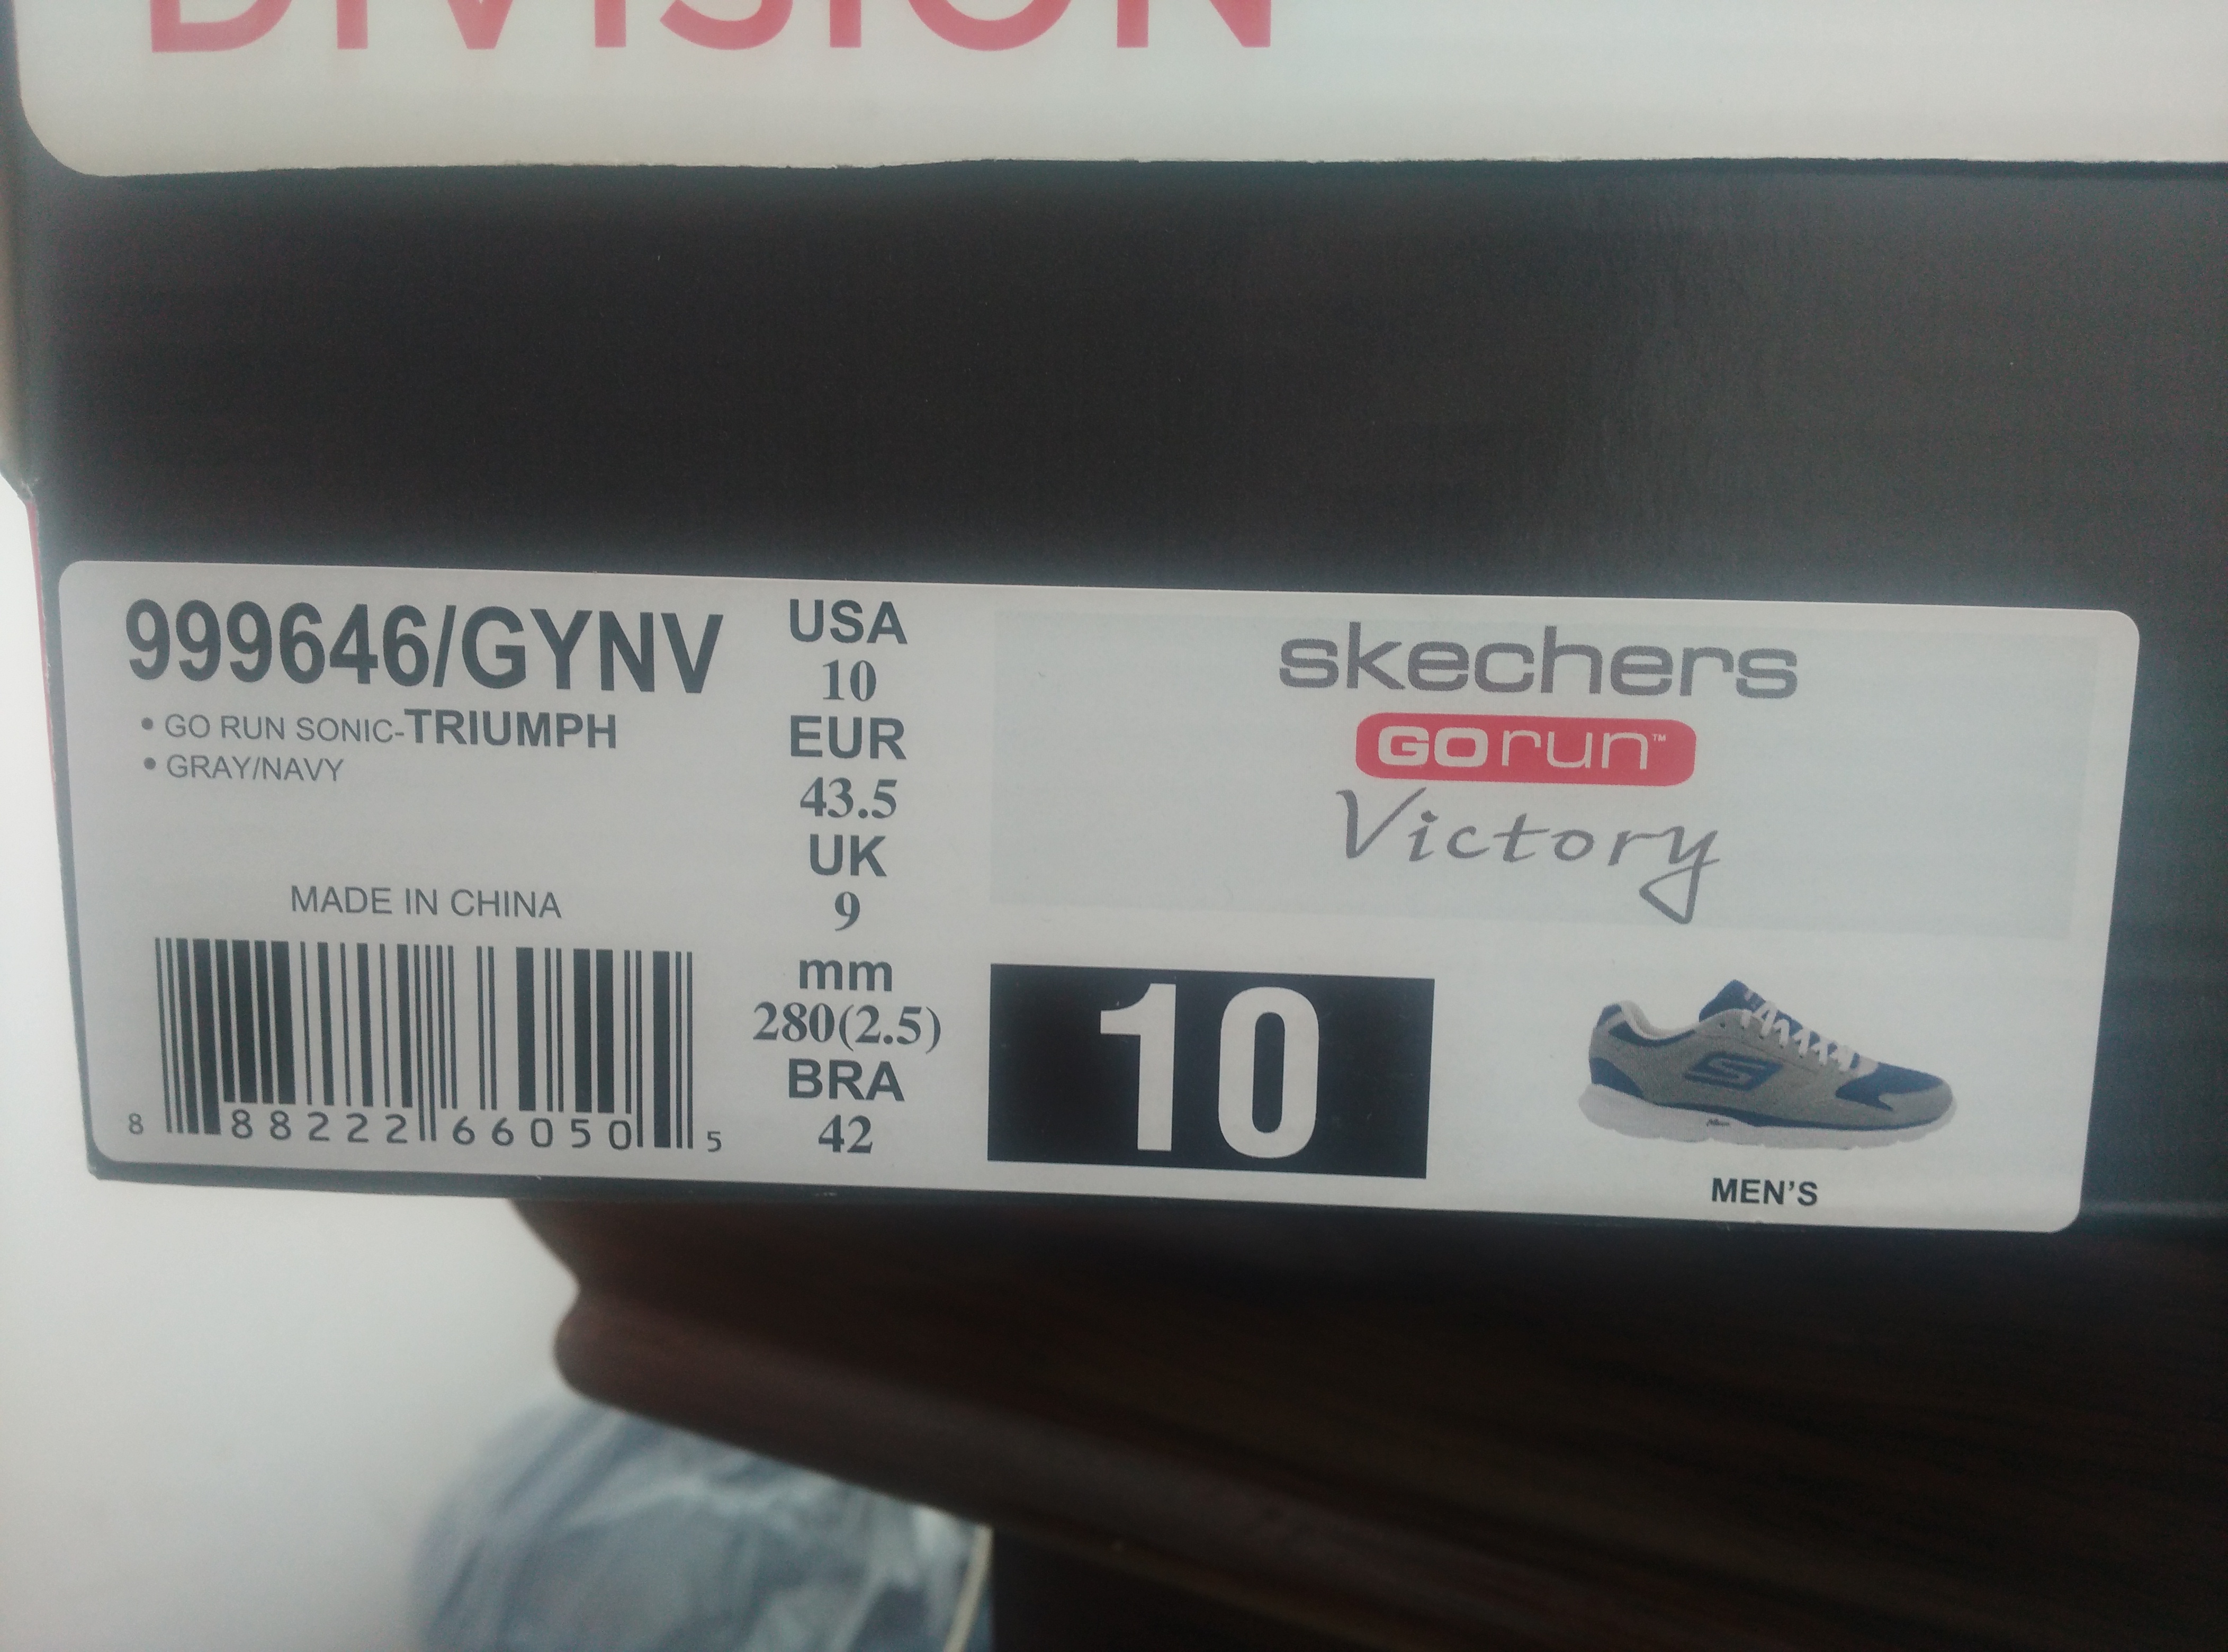 DIVISION
999646/GYNV
• GO RUN SONIC-TRIUMPH
• GRAY/NAVY
MADE IN CHINA
8 88222 66050 5
USA
10
EUR
43.5
UK
9
mm
280(2.5)
BRA
42
skechers
GOrun™
Victory
10
S
MEN'S